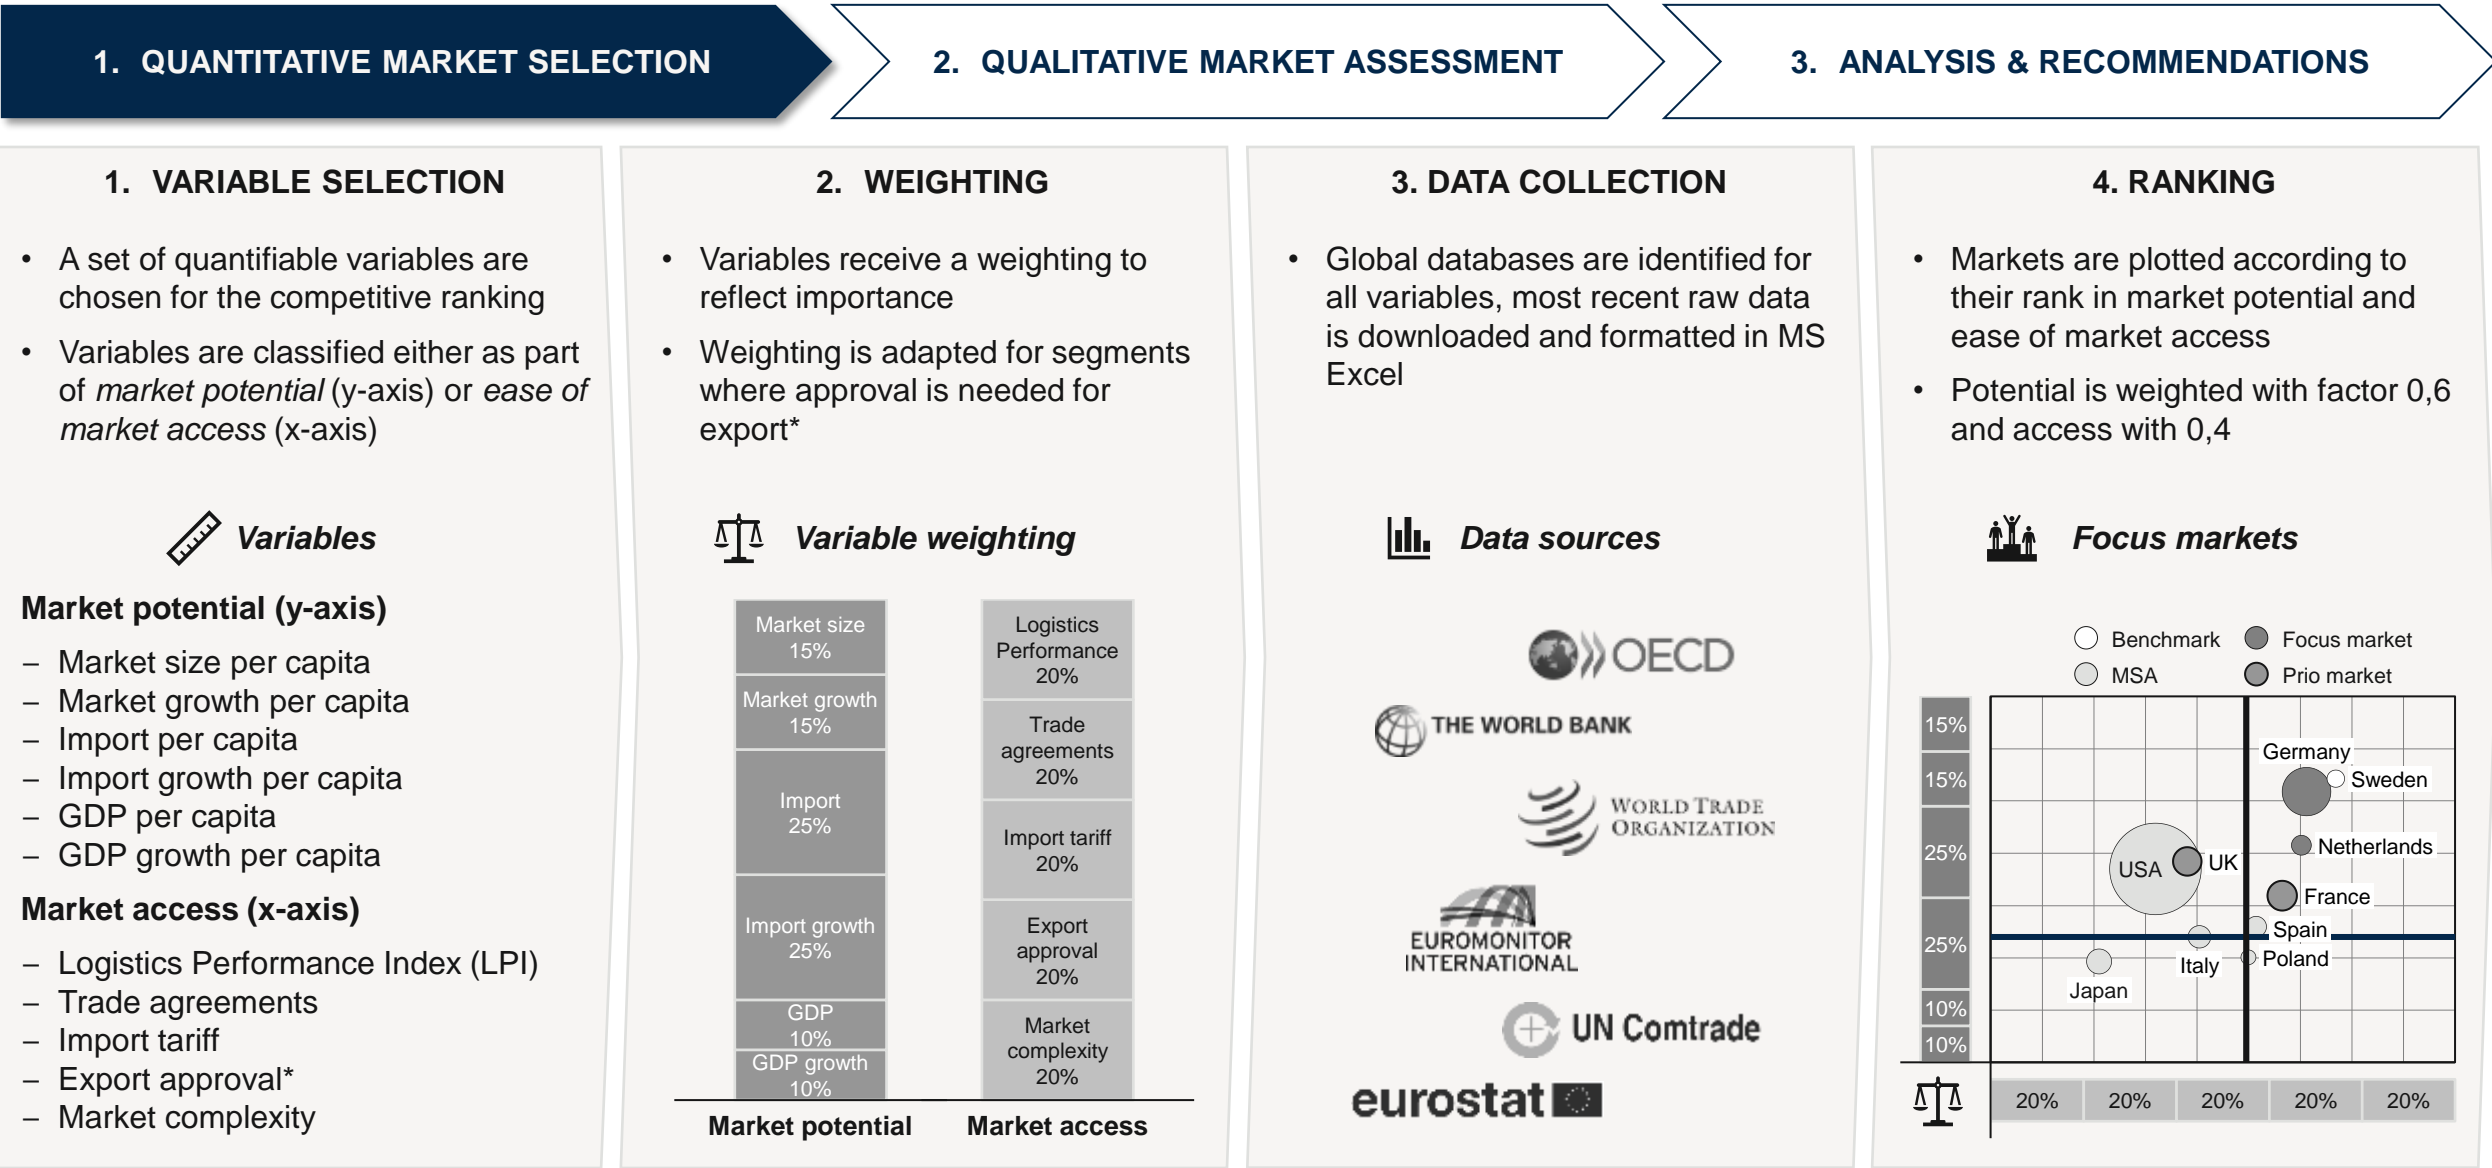 1. QUANTITATIVE MARKET SELECTION
2. QUALITATIVE MARKET ASSESSMENT
3. ANALYSIS & RECOMMENDATIONS
1. VARIABLE SELECTION
• A set of quantifiable variables are
chosen for the competitive ranking
• Variables are classified either as part
of market potential (y-axis) or ease of
market access (x-axis)
Variables
Market potential (y-axis)
– Market size per capita
– Market growth per capita
– Import per capita
– Import growth per capita
– GDP per capita
– GDP growth per capita
Market access (x-axis)
– Logistics Performance Index (LPI)
– Trade agreements
– Import tariff
– Export approval*
– Market complexity
2. WEIGHTING
• Variables receive a weighting to
reflect importance
• Weighting is adapted for segments
where approval is needed for
export*
Variable weighting
Market size
15%
Market growth
15%
Import
25%
Import growth
25%
GDP
10%
GDP growth
10%
Market potential
Logistics
Performance
20%
Trade
agreements
20%
Import tariff
20%
Export
approval
20%
Market
complexity
20%
Market access
3. DATA COLLECTION
• Global databases are identified for
all variables, most recent raw data
is downloaded and formatted in MS
Excel
Data sources
OECD
THE WORLD BANK
WORLD TRADE
ORGANIZATION
EUROMONITOR
INTERNATIONAL
UN Comtrade
eurostat
4. RANKING
• Markets are plotted according to
their rank in market potential and
ease of market access
• Potential is weighted with factor 0,6
and access with 0,4
Focus markets
Benchmark
Focus market
MSA
Prio market
15%
15%
25%
25%
10%
10%
Germany
Sweden
Netherlands
USA
UK
France
Spain
Italy
Poland
Japan
20%
20%
20%
20%
20%